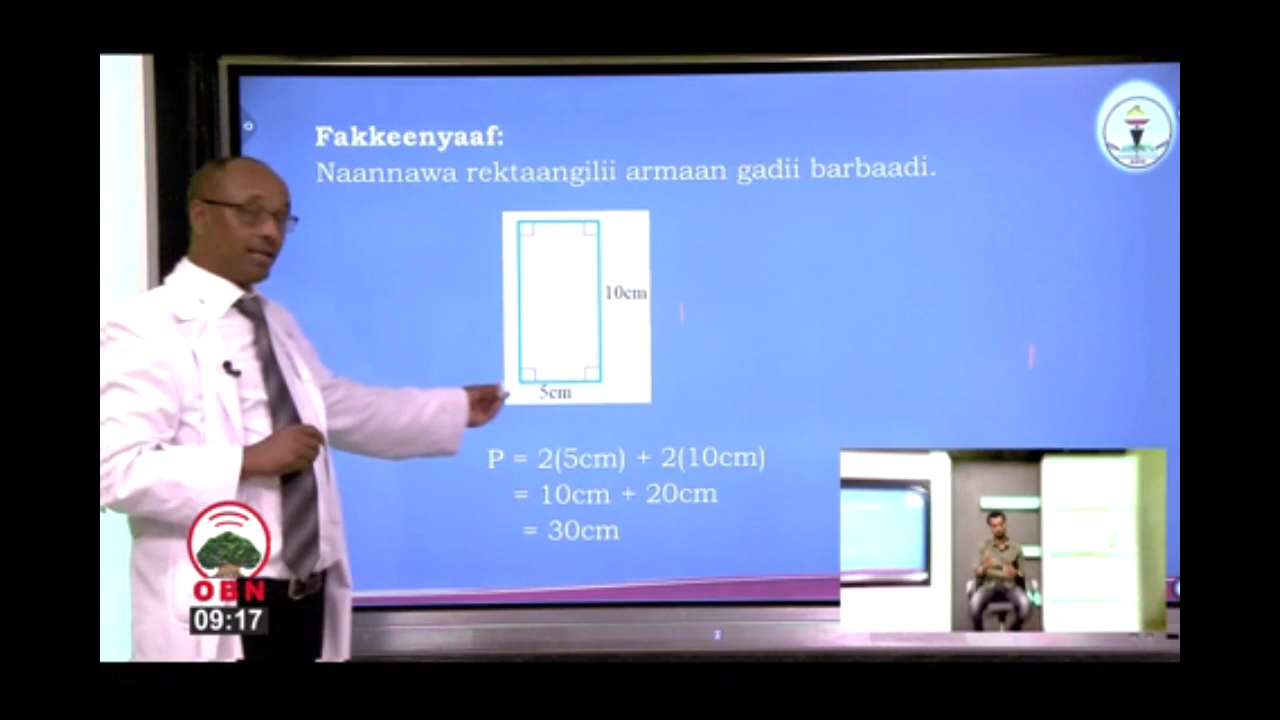 Fakkeenyaaf:
Naannawa rektaangilii armaan gadii barbaadi.
10cm
5cm
P = 2(5cm) + 2(10cm)
= 10cm + 20cm
= 30cm
OBN
09:17